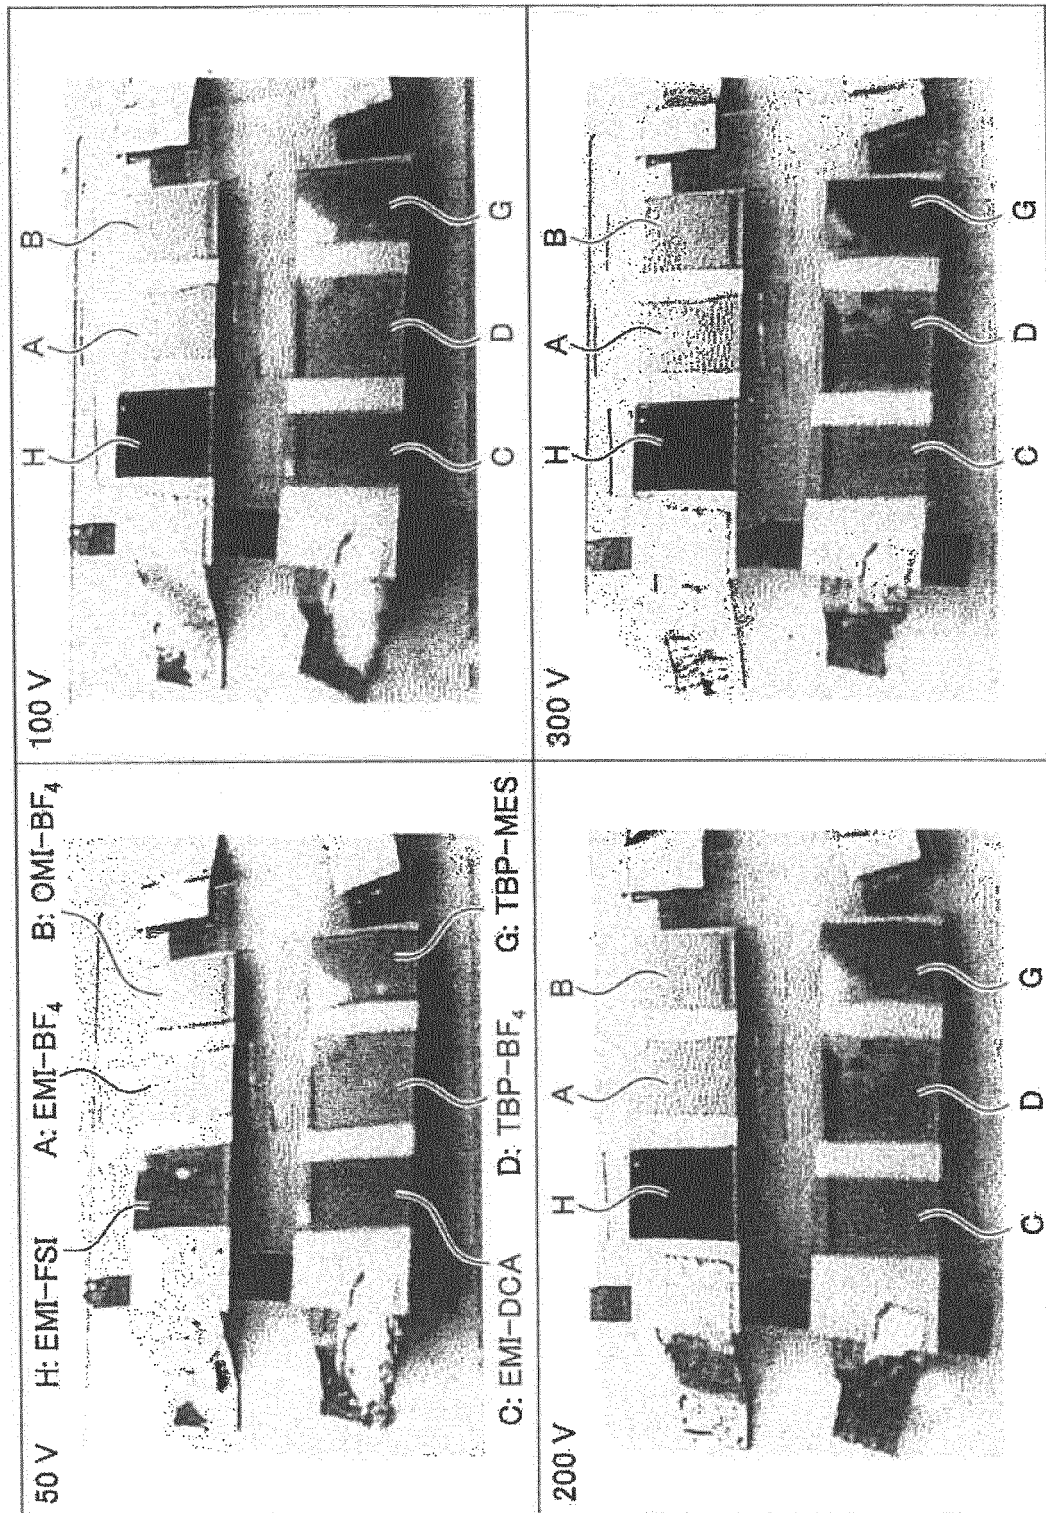 50 V
H: EMI-FSI A: EMI-BF₄ B: OMI-BF₄
C: EMI-DCA D: TBP-BF₄ G: TBP-MES
100 V
H A B
C D G
200 V
H A B
C D G
300 V
H A B
C D G